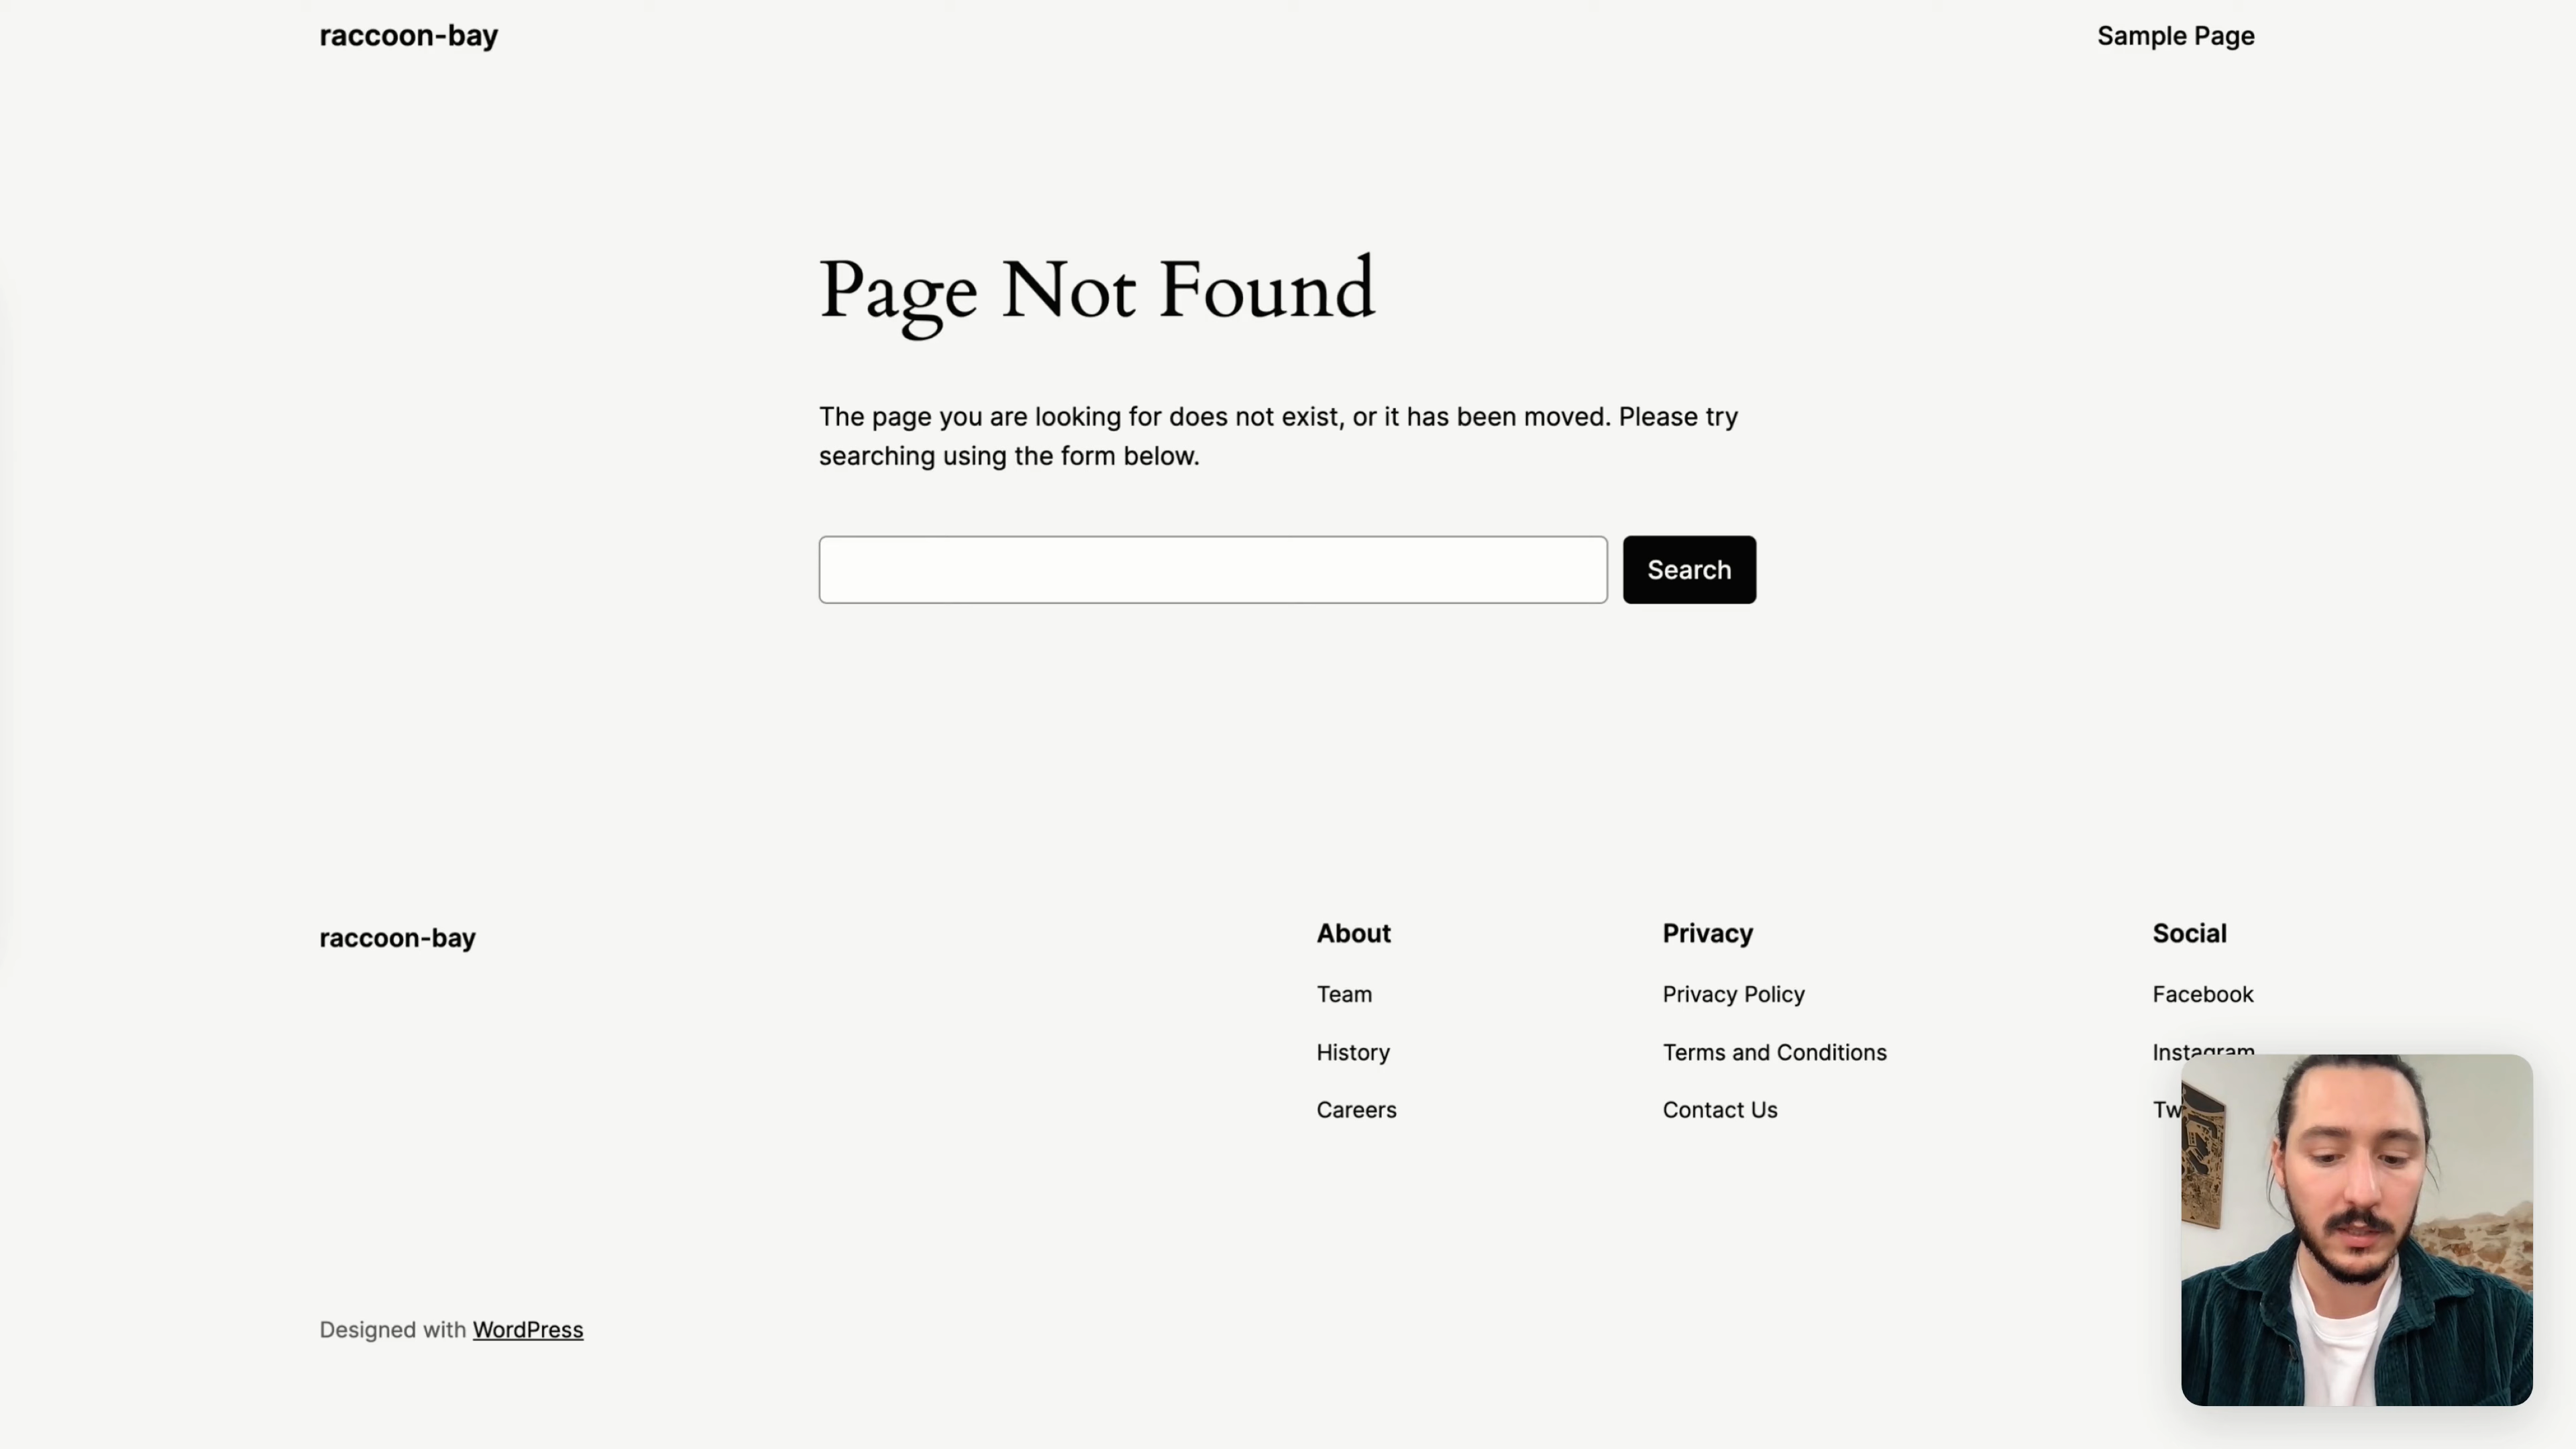 raccoon-bay
Sample Page
Page Not Found
The page you are looking for does not exist, or it has been moved. Please try
searching using the form below.
Search
raccoon-bay
About
Team
History
Careers
Privacy
Privacy Policy
Terms and Conditions
Contact Us
Social
Facebook
Instagram
Designed with WordPress